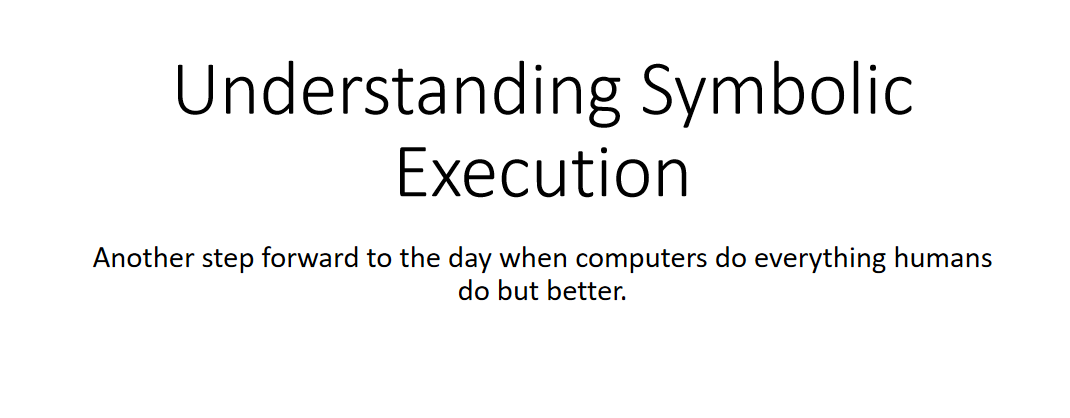 Understanding Symbolic
Execution
Another step forward to the day when computers do everything humans
do but better.